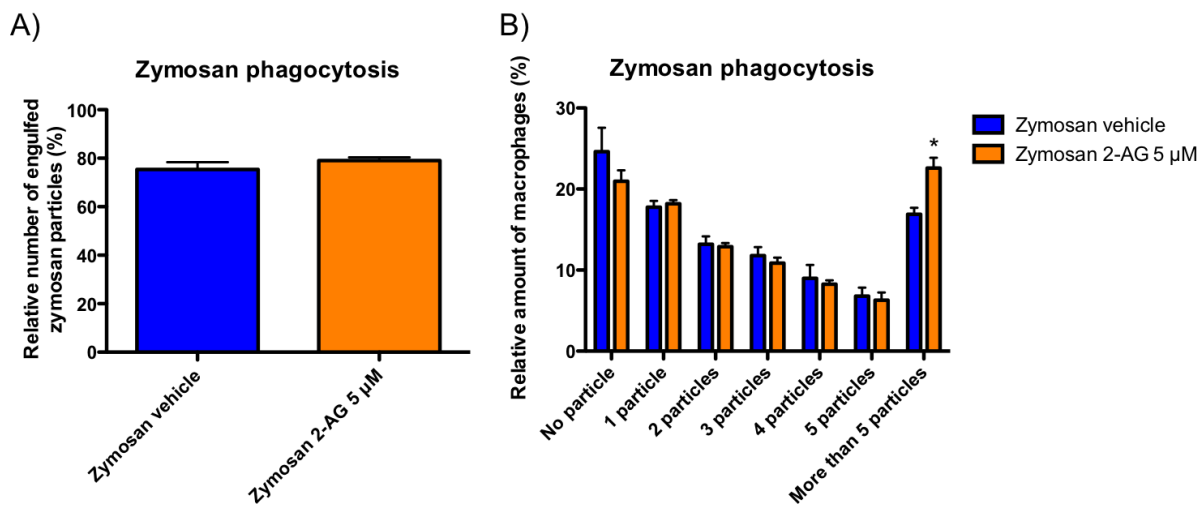 A)
Zymosan phagocytosis
Relative number of engulfed
zymosan particles (%)
100
80
60
40
20
0
Zymosan vehicle
Zymosan 2-AG 5 µM
B)
Zymosan phagocytosis
Relative amount of macrophages (%)
30
20
10
0
*
No particle
1 particle
2 particles
3 particles
4 particles
5 particles
More than 5 particles
Zymosan vehicle
Zymosan 2-AG 5 µM